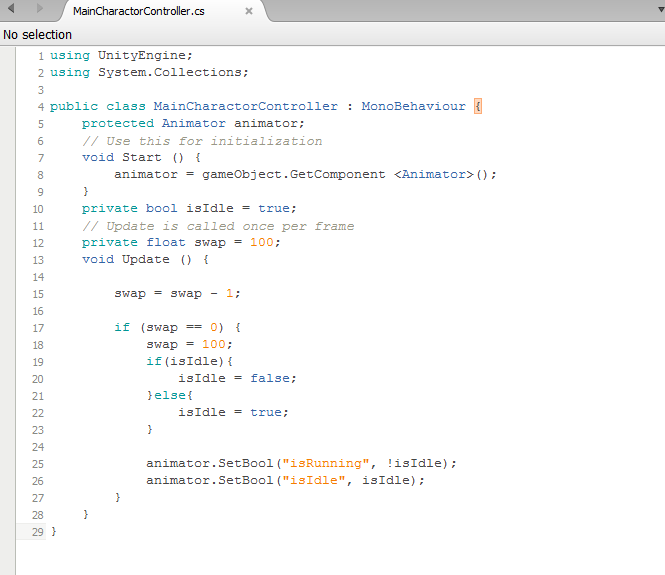 MainCharactorController.cs ×
No selection
1 using UnityEngine;
2 using System.Collections;
3
4 public class MainCharactorController : MonoBehaviour {
5     protected Animator animator;
6     // Use this for initialization
7     void Start () {
8         animator = gameObject.GetComponent <Animator>();
9     }
10     private bool isIdle = true;
11     // Update is called once per frame
12     private float swap = 100;
13     void Update () {
14
15         swap = swap - 1;
16
17         if (swap == 0) {
18             swap = 100;
19             if(isIdle){
20                 isIdle = false;
21             }else{
22                 isIdle = true;
23             }
24
25             animator.SetBool("isRunning", !isIdle);
26             animator.SetBool("isIdle", isIdle);
27         }
28     }
29 }